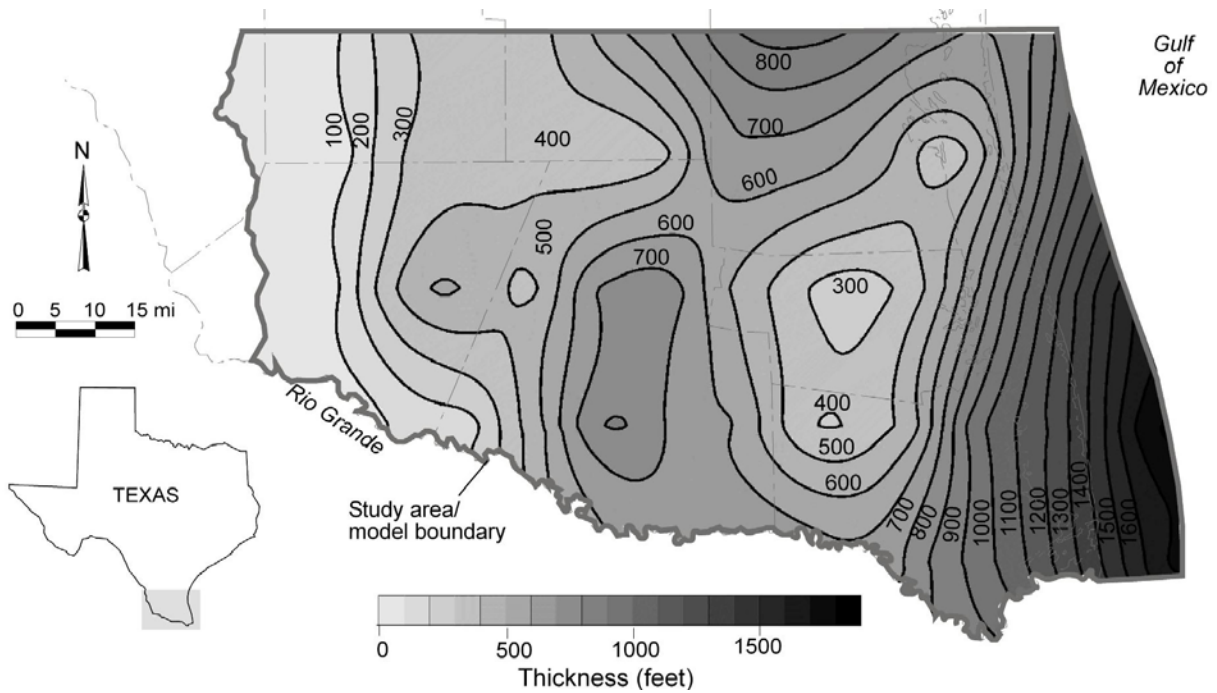 Gulf
of
Mexico
800
100
200
300
400
700
N
600
500
600
700
300
0 5 10 15 mi
400
500
600
Rio Grande
TEXAS
Study area/
model boundary
700
800
900
1000
1100
1200
1300
1400
1500
1600
0 500 1000 1500
Thickness (feet)